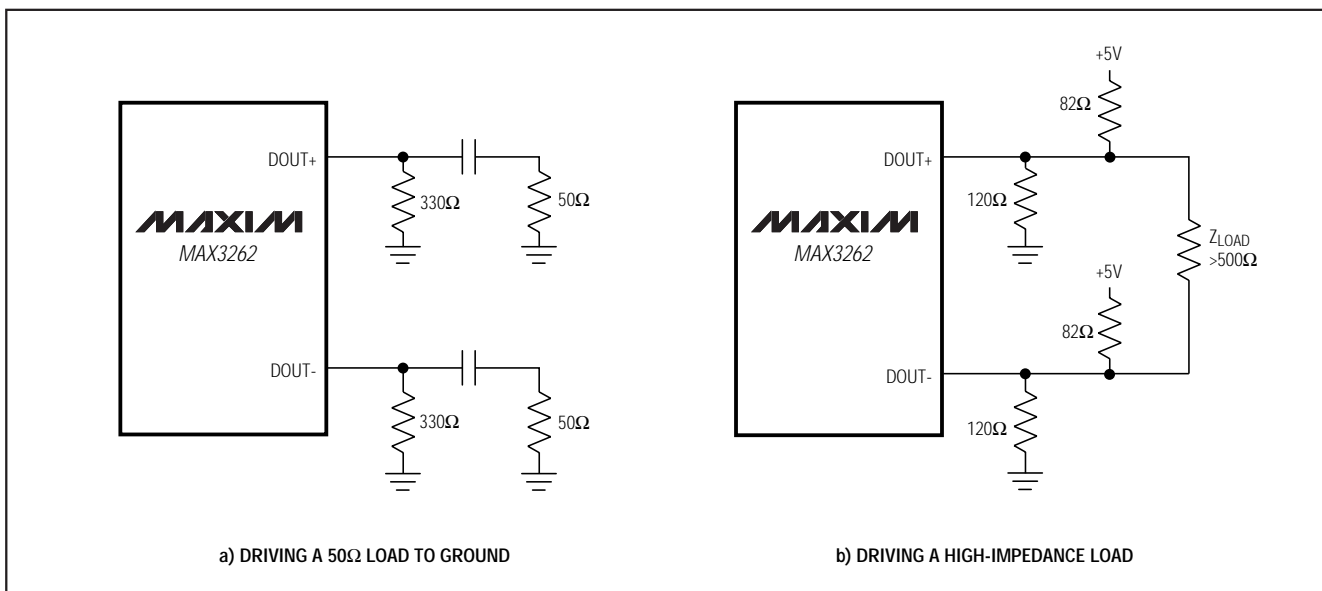 MAXIM
MAX3262
DOUT+
330Ω
50Ω
DOUT-
330Ω
50Ω
a) DRIVING A 50Ω LOAD TO GROUND
MAXIM
MAX3262
DOUT+
+5V
82Ω
120Ω
ZLOAD
>500Ω
+5V
82Ω
DOUT-
120Ω
b) DRIVING A HIGH-IMPEDANCE LOAD